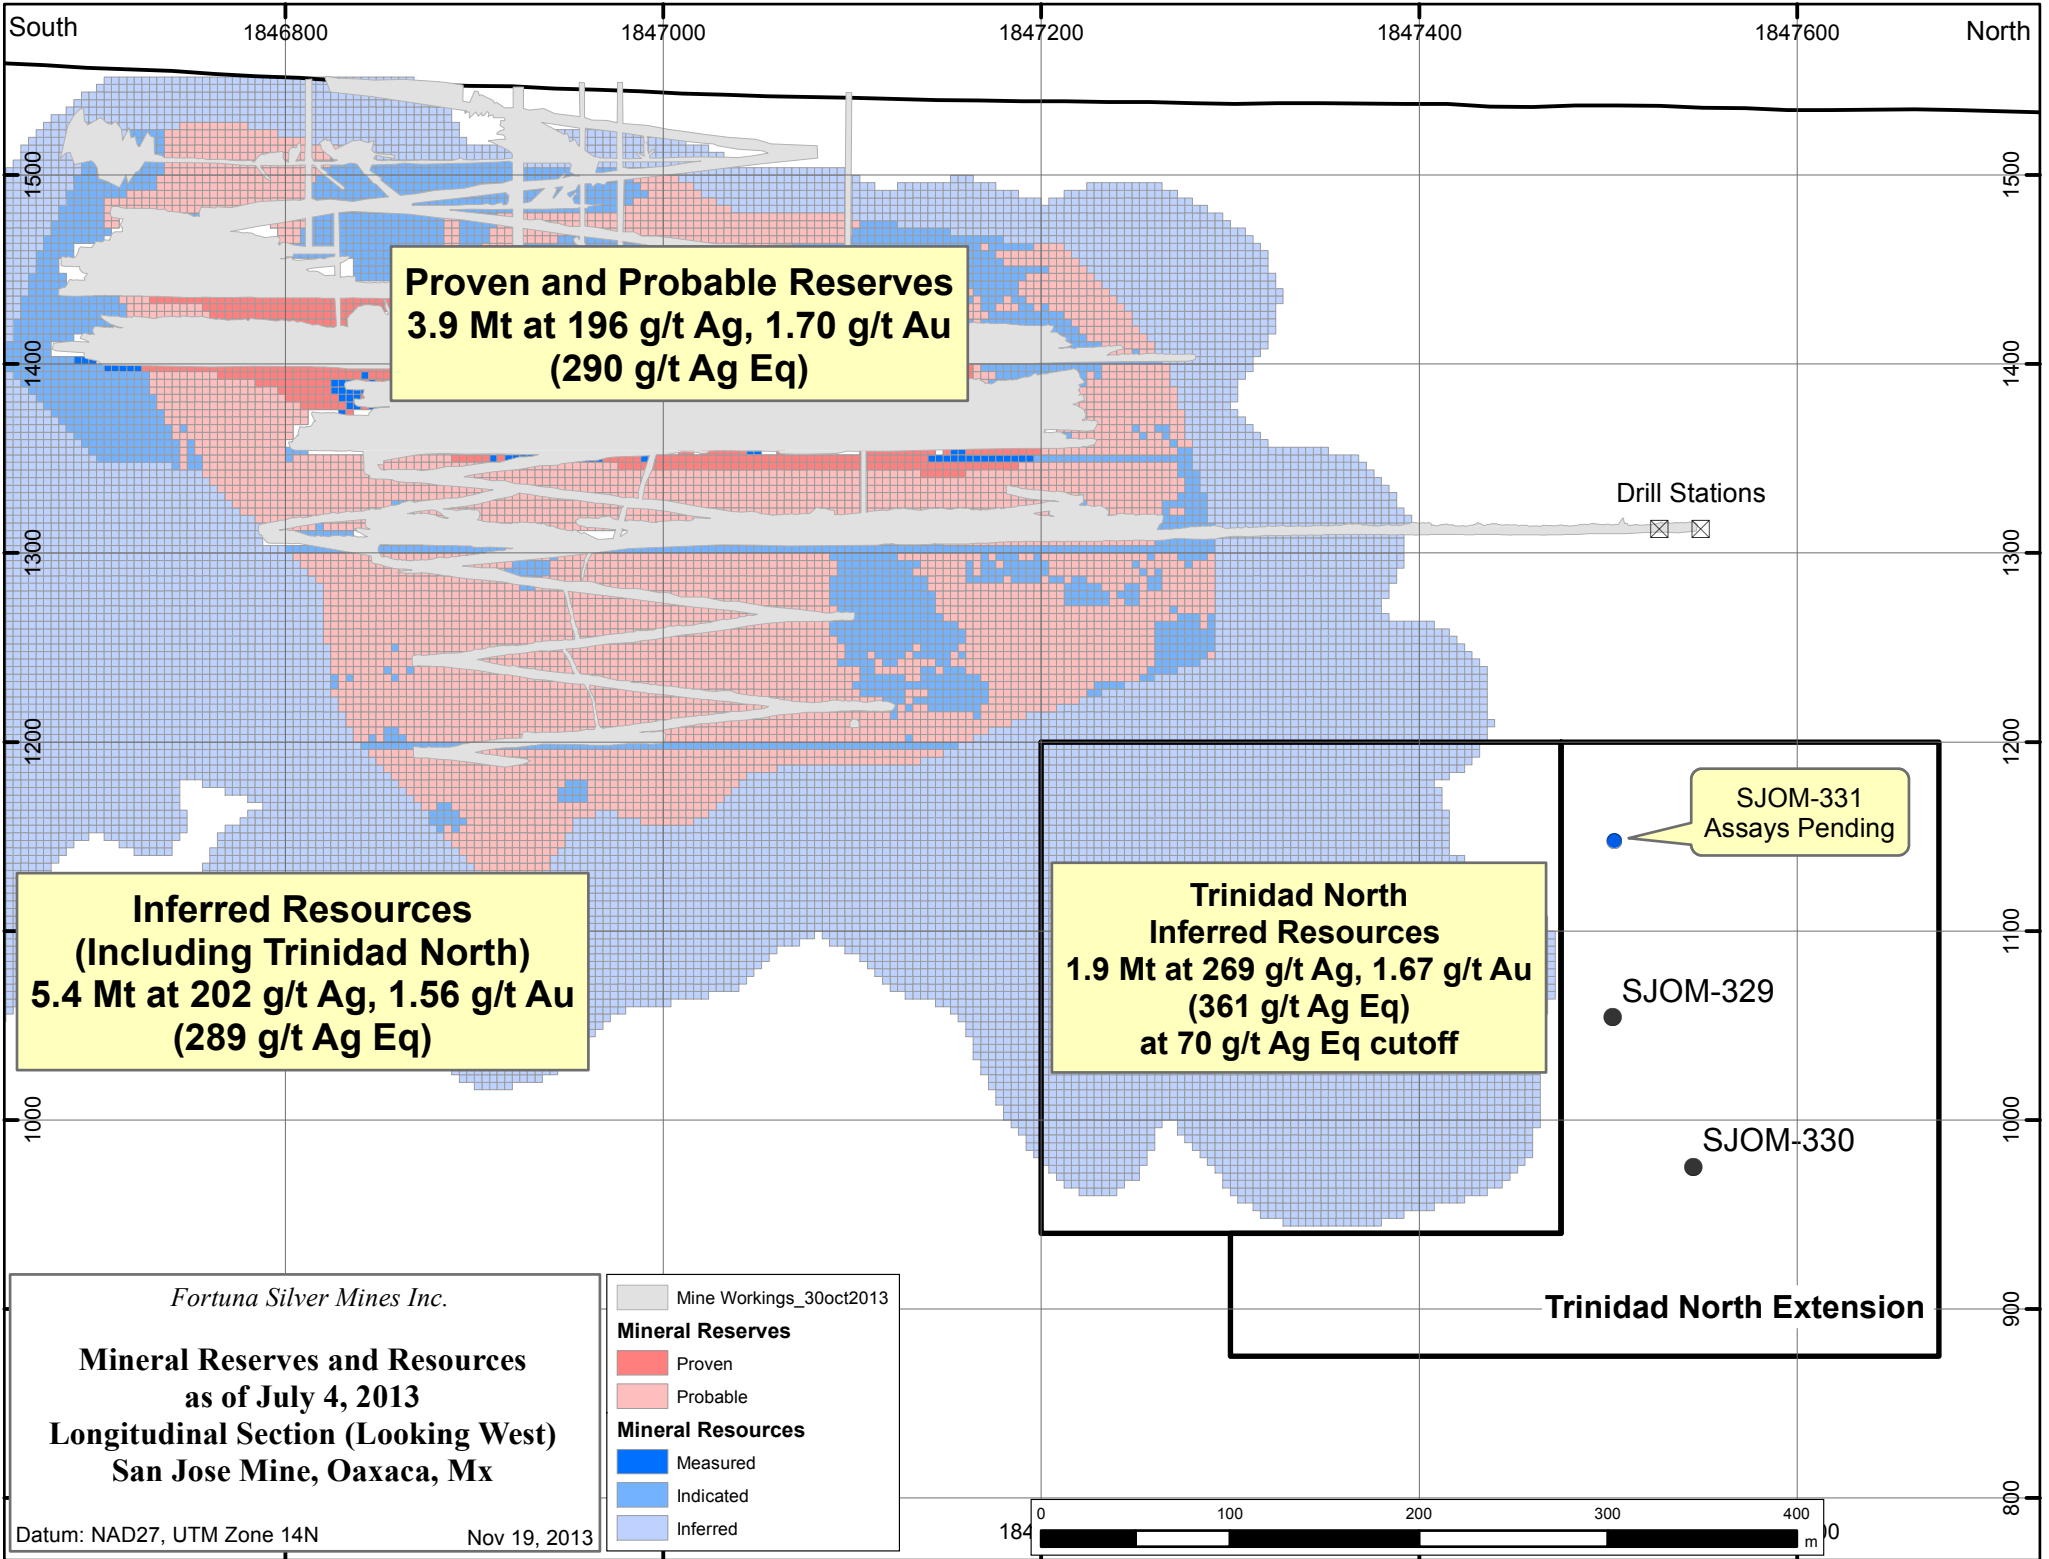 South
1846800
1847000
1847200
1847400
1847600
North
1500
1500
1400
1400
1300
1300
1200
1200
1100
1000
1000
900
800
Proven and Probable Reserves
3.9 Mt at 196 g/t Ag, 1.70 g/t Au
(290 g/t Ag Eq)
Drill Stations
SJOM-331
Assays Pending
Inferred Resources
(Including Trinidad North)
5.4 Mt at 202 g/t Ag, 1.56 g/t Au
(289 g/t Ag Eq)
Trinidad North
Inferred Resources
1.9 Mt at 269 g/t Ag, 1.67 g/t Au
(361 g/t Ag Eq)
at 70 g/t Ag Eq cutoff
SJOM-329
SJOM-330
Trinidad North Extension
Fortuna Silver Mines Inc.
Mineral Reserves and Resources
as of July 4, 2013
Longitudinal Section (Looking West)
San Jose Mine, Oaxaca, Mx
Datum: NAD27, UTM Zone 14N
Nov 19, 2013
Mine Workings_30oct2013
Mineral Reserves
Proven
Probable
Mineral Resources
Measured
Indicated
Inferred
0
100
200
300
400
m